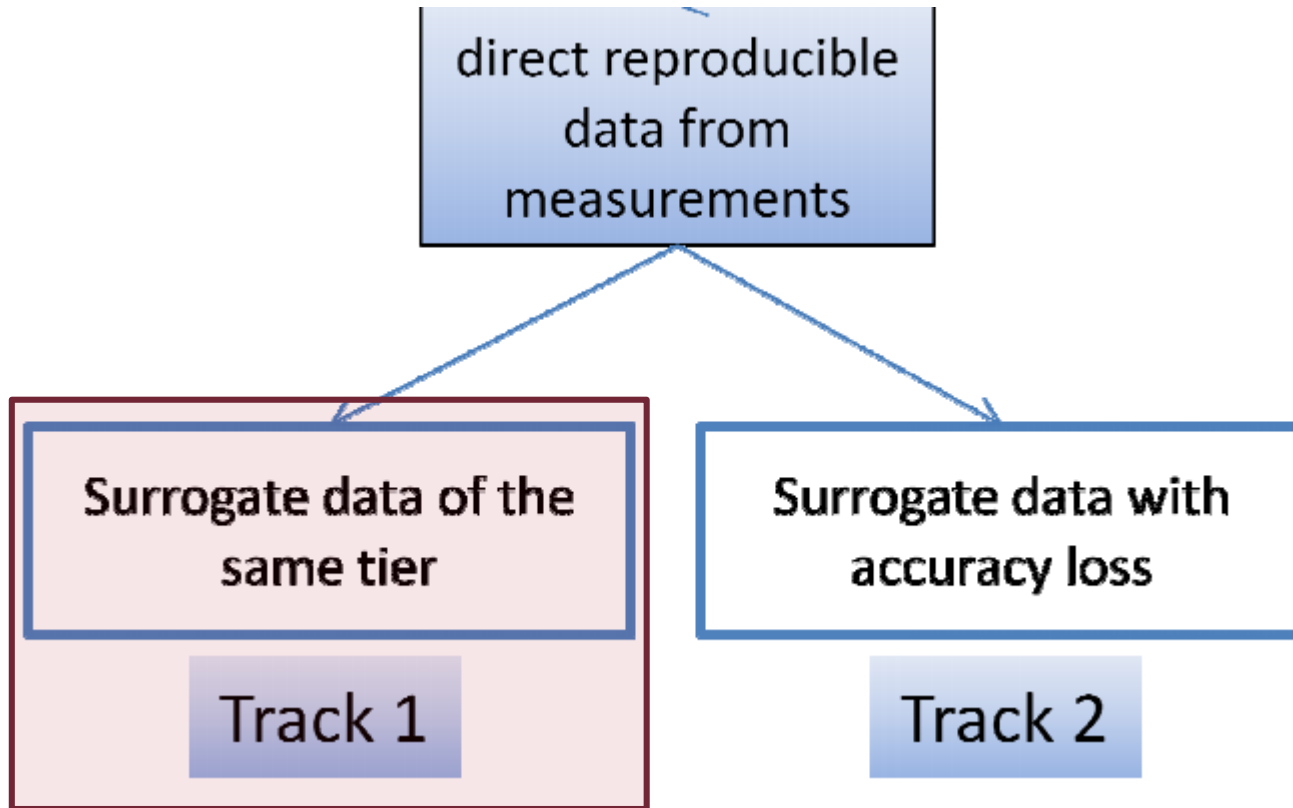 direct reproducible
data from
measurements
Surrogate data of the
same tier
Surrogate data with
accuracy loss
Track 1
Track 2